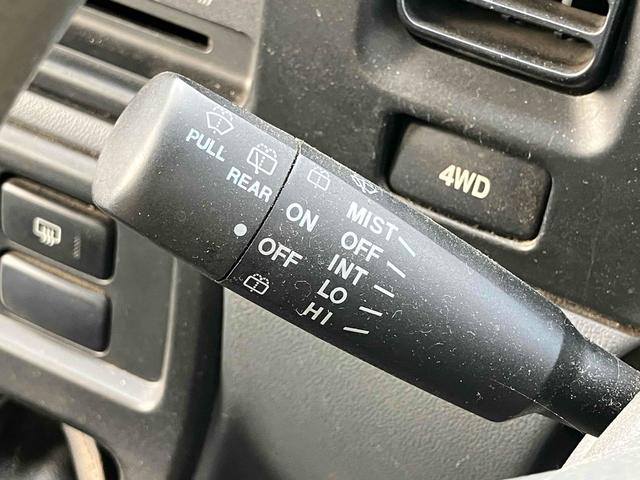 PULL
REAR
ON
OFF
MIST
OFF
INT
LO
HI
4WD